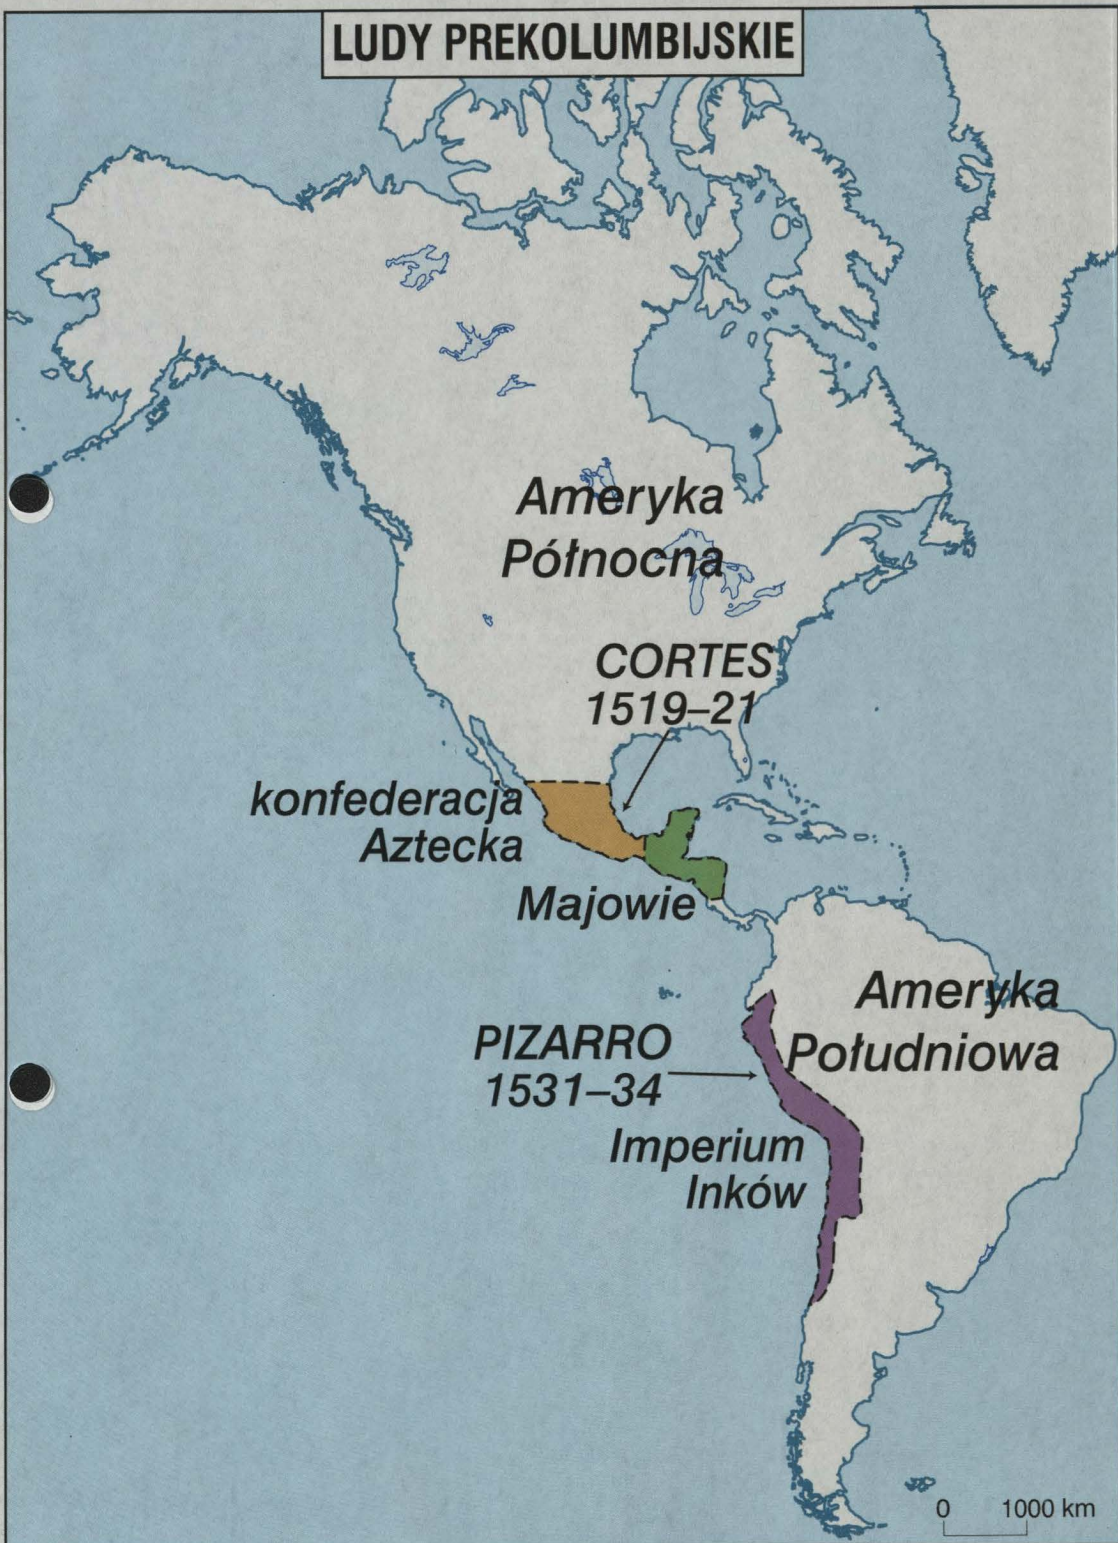 LUDY PREKOLUMBIJSKIE
Ameryka
Północna
CORTES
1519–21
konfederacja
Aztecka
Majowie
Ameryka
Południowa
PIZARRO
1531–34
Imperium
Inków
0 1000 km